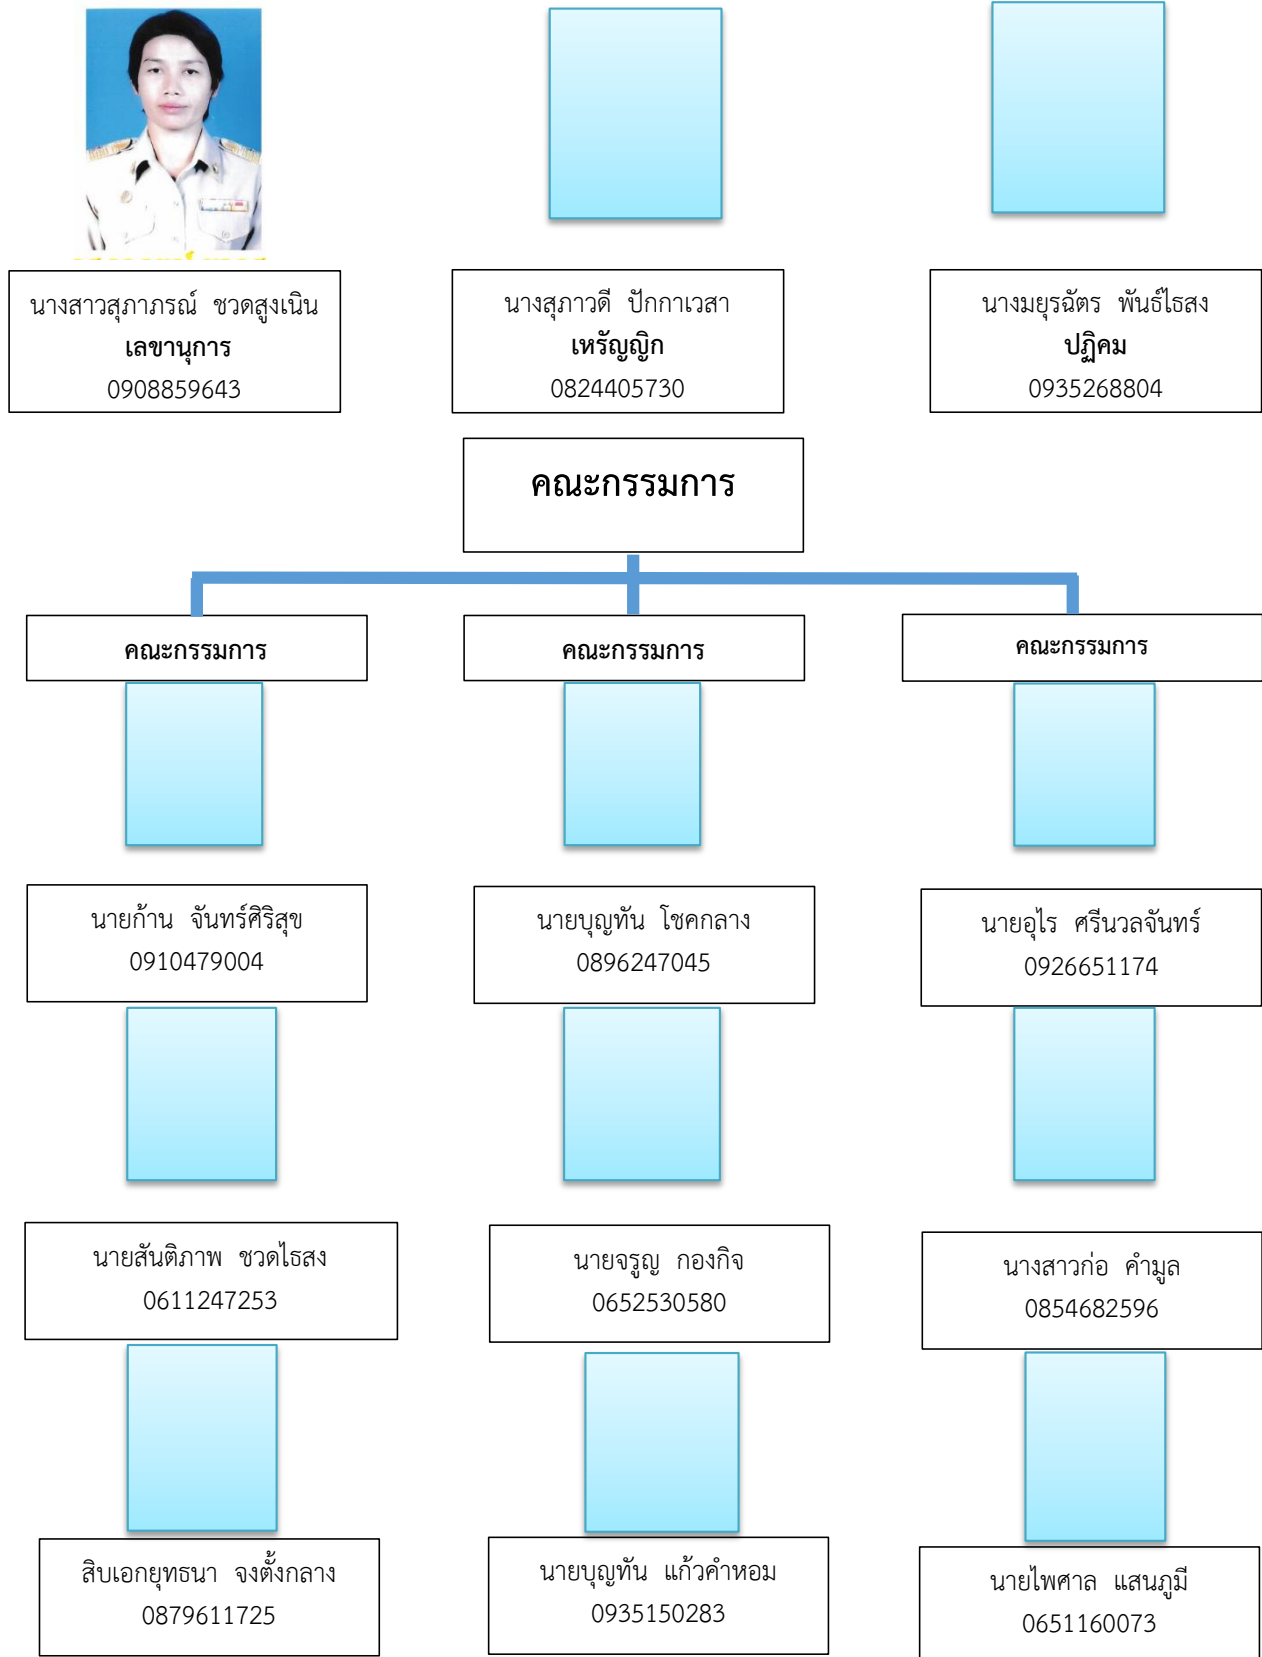 นางสาวสุภาภรณ์ ชวดสูงเนิน
เลขานุการ
0908859643
นางสุภาวดี ปักกาเวสา
เหรัญญิก
0824405730
นางมยุรฉัตร พันธ์ไธสง
ปฏิคม
0935268804
คณะกรรมการ
คณะกรรมการ
คณะกรรมการ
คณะกรรมการ
นายก้าน จันทร์ศิริสุข
0910479004
นายบุญทัน โชคกลาง
0896247045
นายอุไร ศรีนวลจันทร์
0926651174
นายสันติภาพ ชวดไธสง
0611247253
นายจรูญ กองกิจ
0652530580
นางสาวก่อ คำมูล
0854682596
สิบเอกยุทธนา จงตั้งกลาง
0879611725
นายบุญทัน แก้วคำหอม
0935150283
นายไพศาล แสนภูมี
0651160073